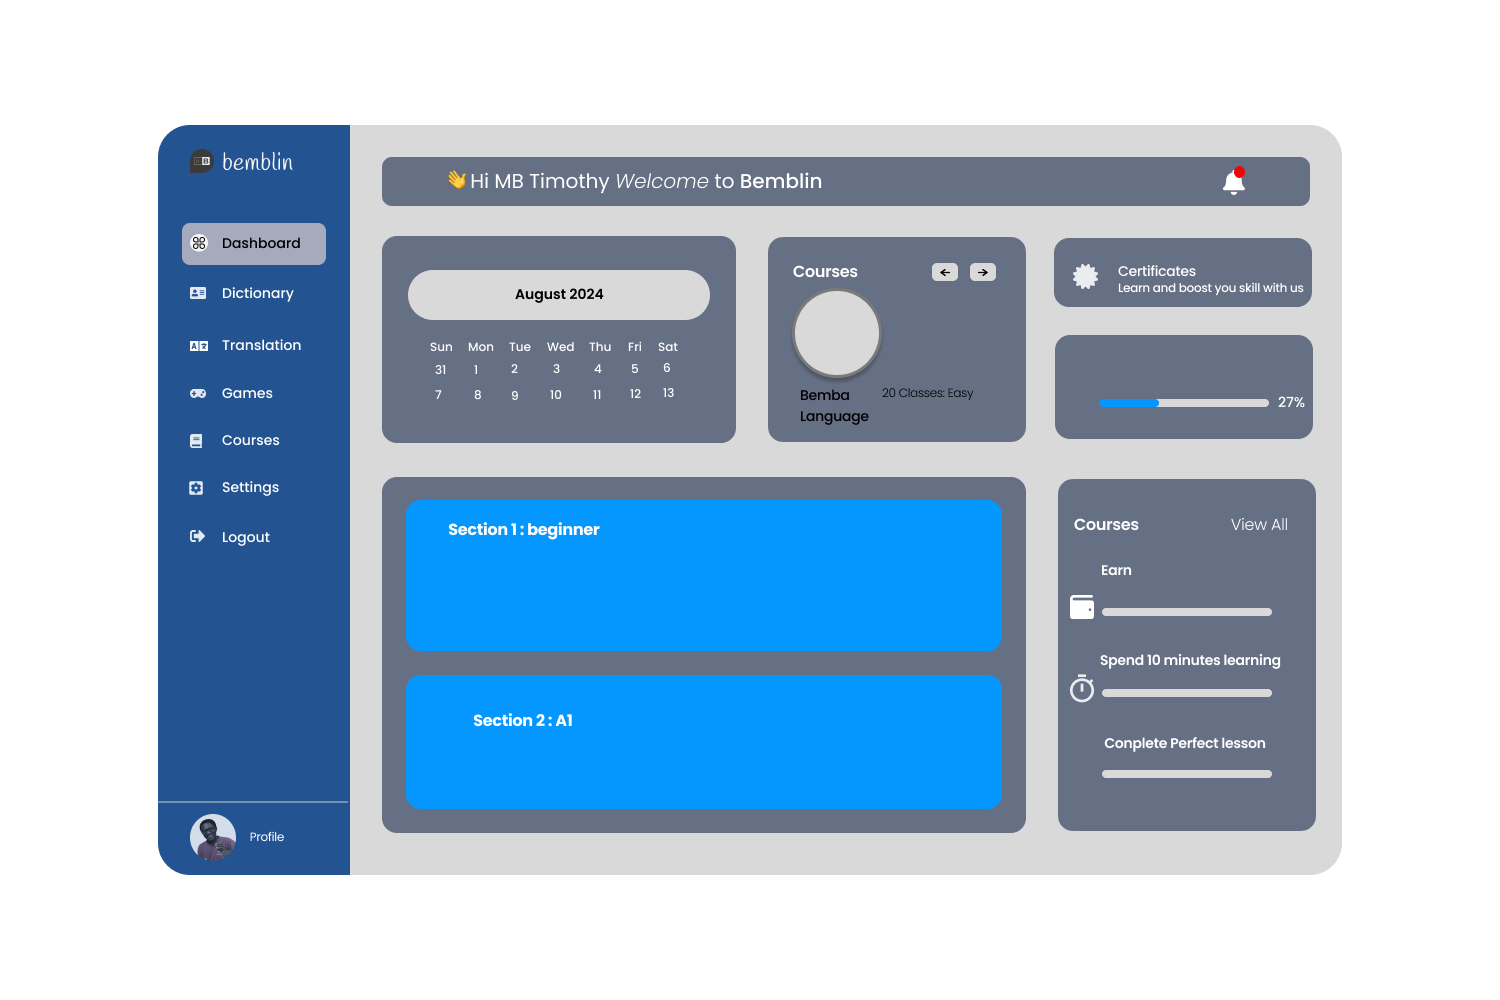 bemblin
Dashboard
Dictionary
Translation
Games
Courses
Settings
Logout
Profile
👋Hi MB Timothy Welcome to Bemblin
August 2024
Sun Mon Tue Wed Thu Fri Sat
31 1 2 3 4 5 6
7 8 9 10 11 12 13
Courses
Bemba
Language
20 Classes: Easy
Certificates
Learn and boost you skill with us
27%
Section 1 : beginner
Section 2 : A1
Courses
View All
Earn
Spend 10 minutes learning
Conplete Perfect lesson